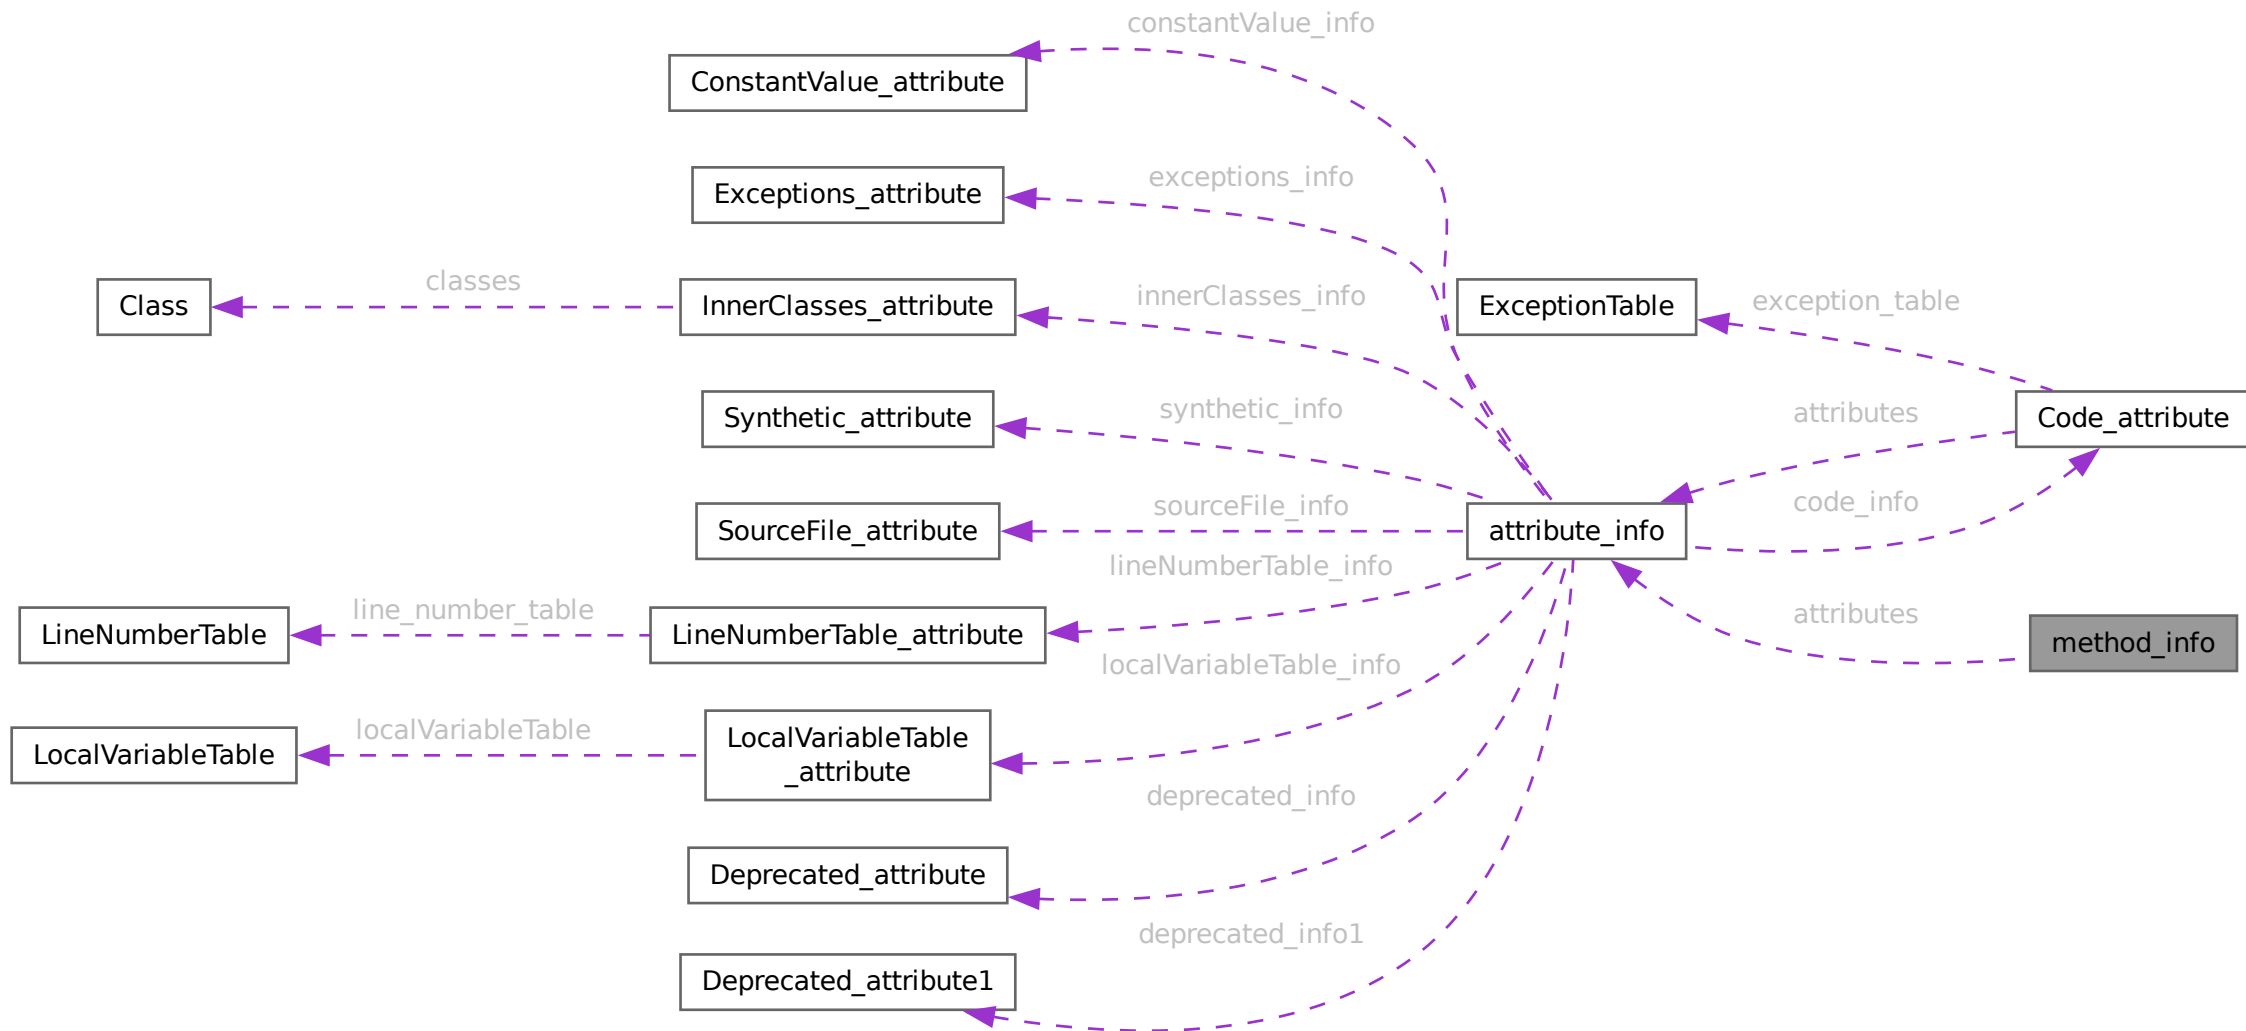 constantValue_info
ConstantValue_attribute
exceptions_info
Exceptions_attribute
classes
innerClasses_info
exception_table
Class
InnerClasses_attribute
ExceptionTable
synthetic_info
attributes
Synthetic_attribute
Code_attribute
sourceFile_info
code_info
SourceFile_attribute
attribute_info
lineNumberTable_info
line_number_table
attributes
LineNumberTable
LineNumberTable_attribute
method_info
localVariableTable_info
localVariableTable
LocalVariableTable
LocalVariableTable
_attribute
deprecated_info
Deprecated_attribute
deprecated_info1
Deprecated_attribute1